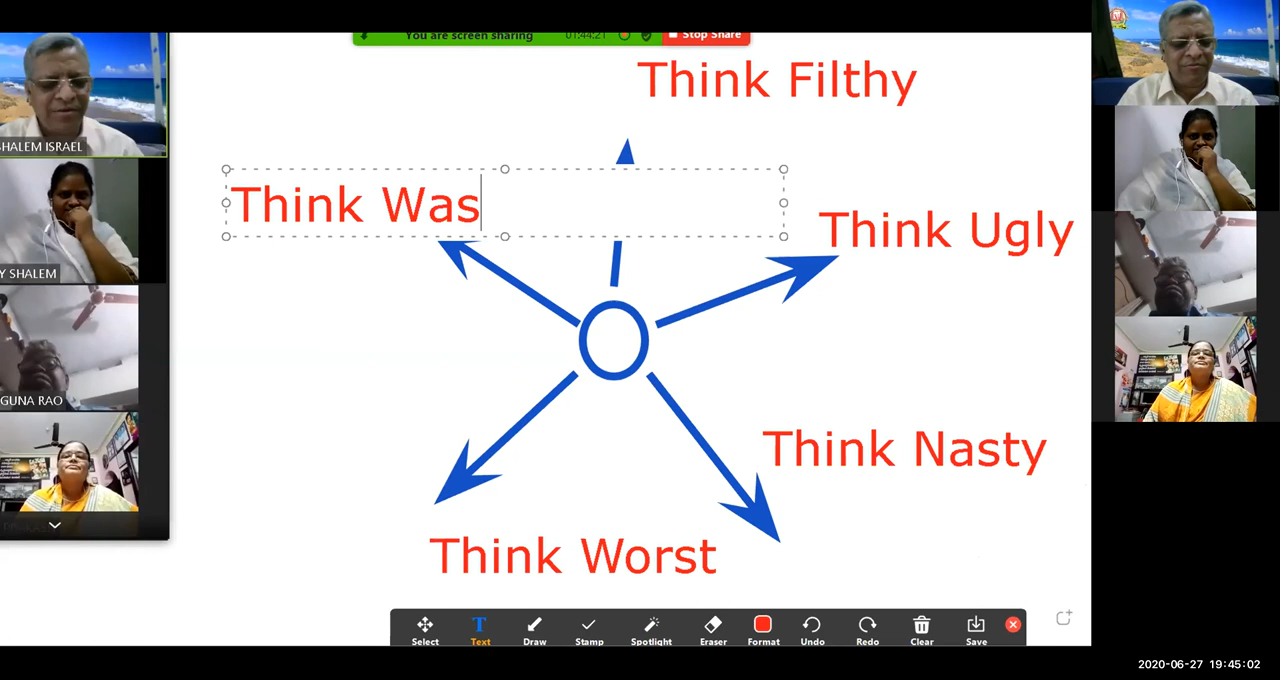 You are screen sharing 01:44:21 Stop Share
Think Filthy
SHALEM ISRAEL
Think Was
Think Ugly
Y SHALEM
GUNA RAO
Think Nasty
Think Worst
Select Text Draw Stamp Spotlight Eraser Format Undo Redo Clear Save
2020-06-27 19:45:02